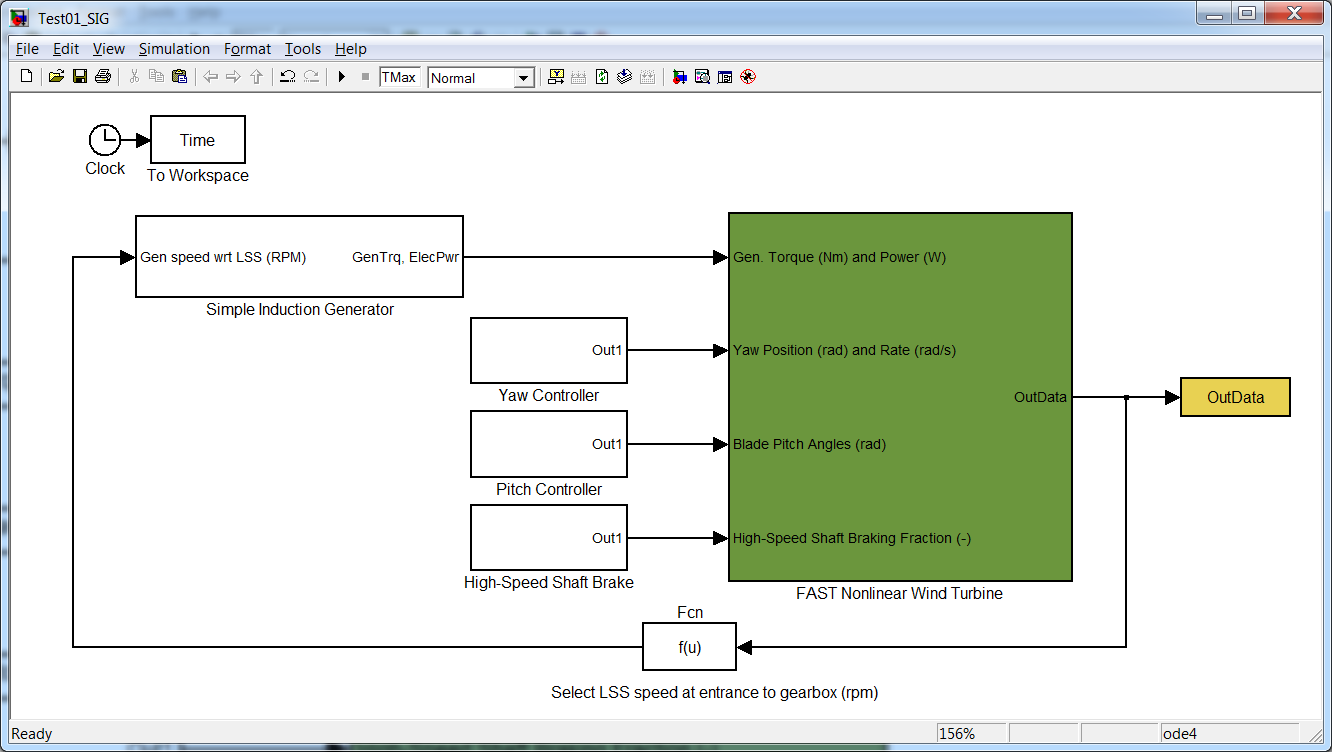 Test01_SIG
File Edit View Simulation Format Tools Help
TMax Normal
Time
Clock
To Workspace
Gen speed wrt LSS (RPM) GenTrq, ElecPwr
Simple Induction Generator
Gen. Torque (Nm) and Power (W)
Out1
Yaw Position (rad) and Rate (rad/s)
Yaw Controller
OutData
OutData
Out1
Blade Pitch Angles (rad)
Pitch Controller
Out1
High-Speed Shaft Braking Fraction (-)
High-Speed Shaft Brake
FAST Nonlinear Wind Turbine
Fcn
f(u)
Select LSS speed at entrance to gearbox (rpm)
Ready 156% ode4